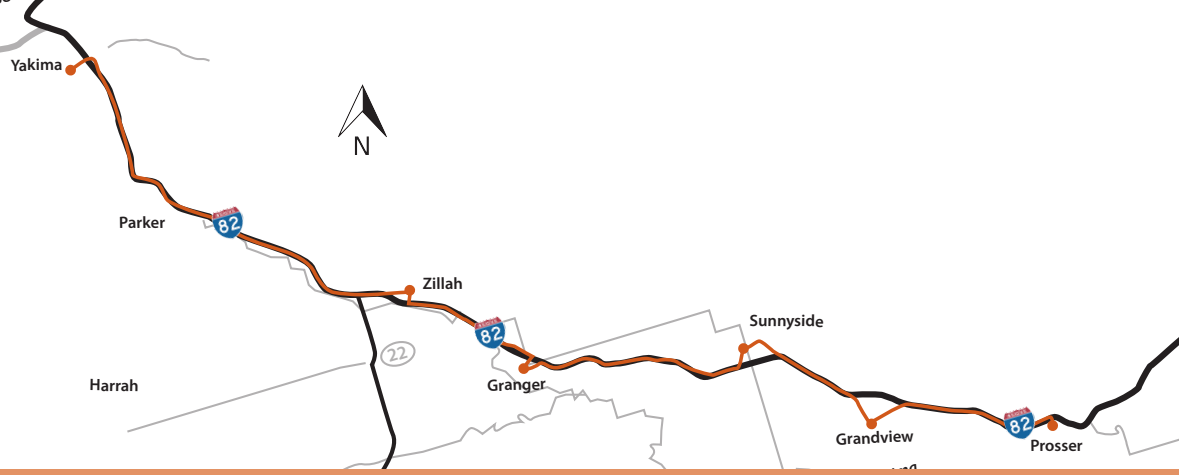 Yakima
N
Parker
82
Zillah
82
Sunnyside
22
Harrah
Granger
82
Grandview
Prosser